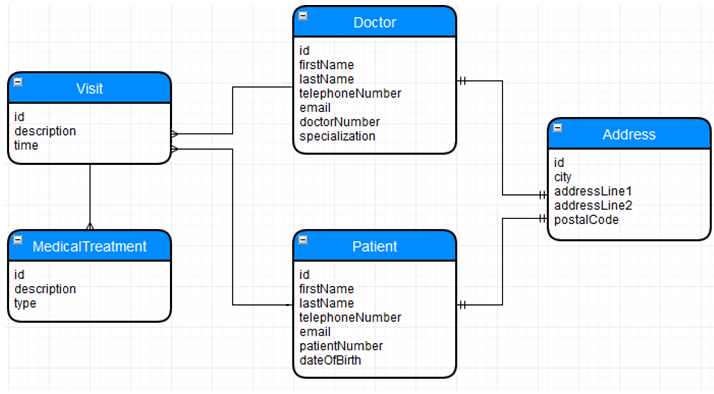 Doctor
id
firstName
lastName
telephoneNumber
email
doctorNumber
specialization
Visit
id
description
time
Address
id
city
addressLine1
addressLine2
postalCode
MedicalTreatment
id
description
type
Patient
id
firstName
lastName
telephoneNumber
email
patientNumber
dateOfBirth